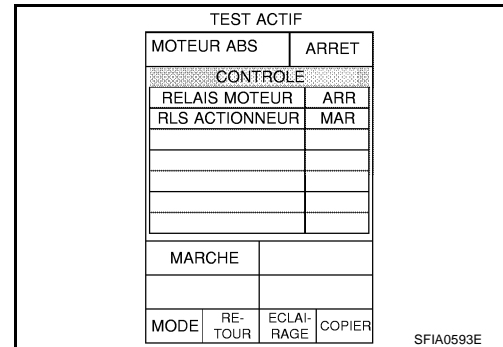 TEST ACTIF
MOTEUR ABS ARRET
CONTROLE
RELAIS MOTEUR ARR
RLS ACTIONNEUR MAR
MARCHE
MODE RE-TOUR ECLAI-RAGE COPIER
SFIA0593E